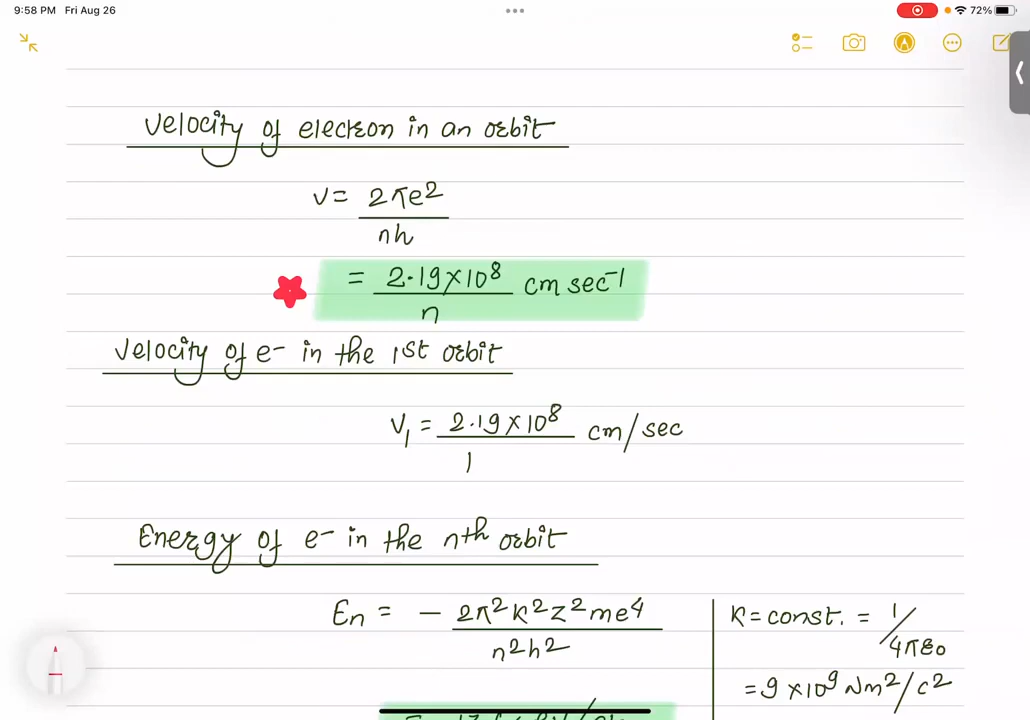 9:58 PM Fri Aug 26
72%
Velocity of electron in an orbit
v = 2πe²
nh
= 2.19×10⁸ cm sec⁻¹
n
Velocity of e⁻ in the 1st orbit
V₁ = 2.19×10⁸ cm/sec
1
Energy of e⁻ in the nth orbit
En = - 2π²K²Z²me⁴
n²h²
K = const. = 1/4πε0
= 9×10⁹ Nm²/C²